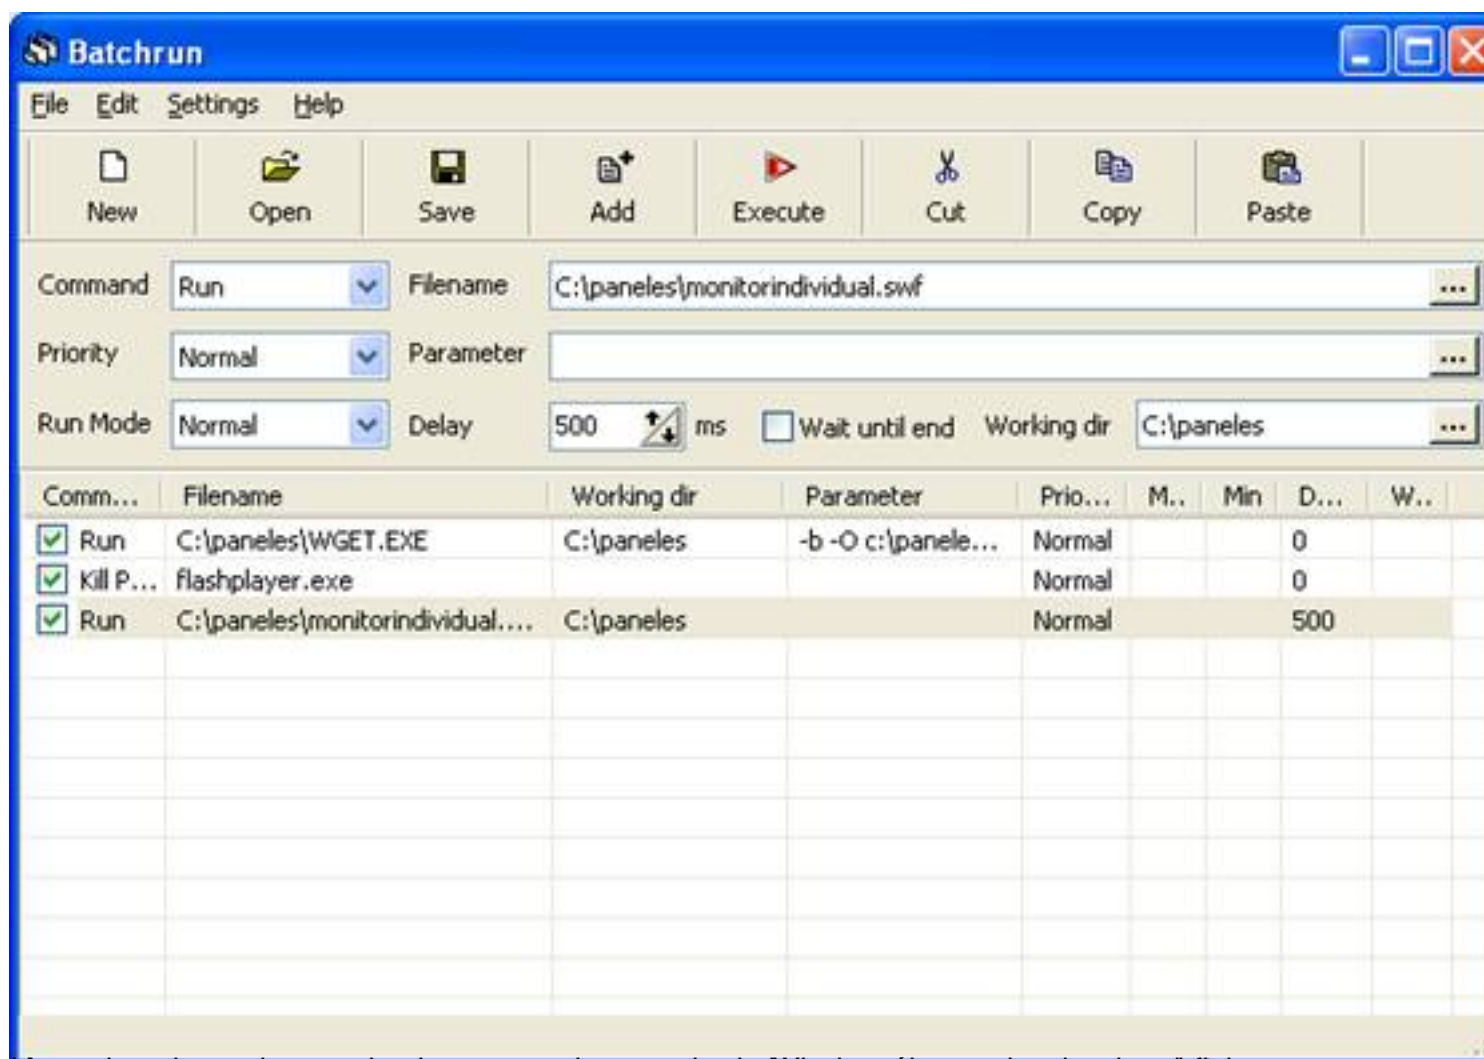 Batchrun
File Edit Settings Help
New Open Save Add Execute Cut Copy Paste
Command Run Filename C:\paneles\monitorindividual.swf ...
Priority Normal Parameter ...
Run Mode Normal Delay 500 ms Wait until end Working dir C:\paneles ...
Comm... Filename Working dir Parameter Prio... M.. Min D... W..
Run C:\paneles\WGET.EXE C:\paneles -b -O c:\panele... Normal 0
Kill P... flashplayer.exe Normal 0
Run C:\paneles\monitorindividual.... C:\paneles Normal 500